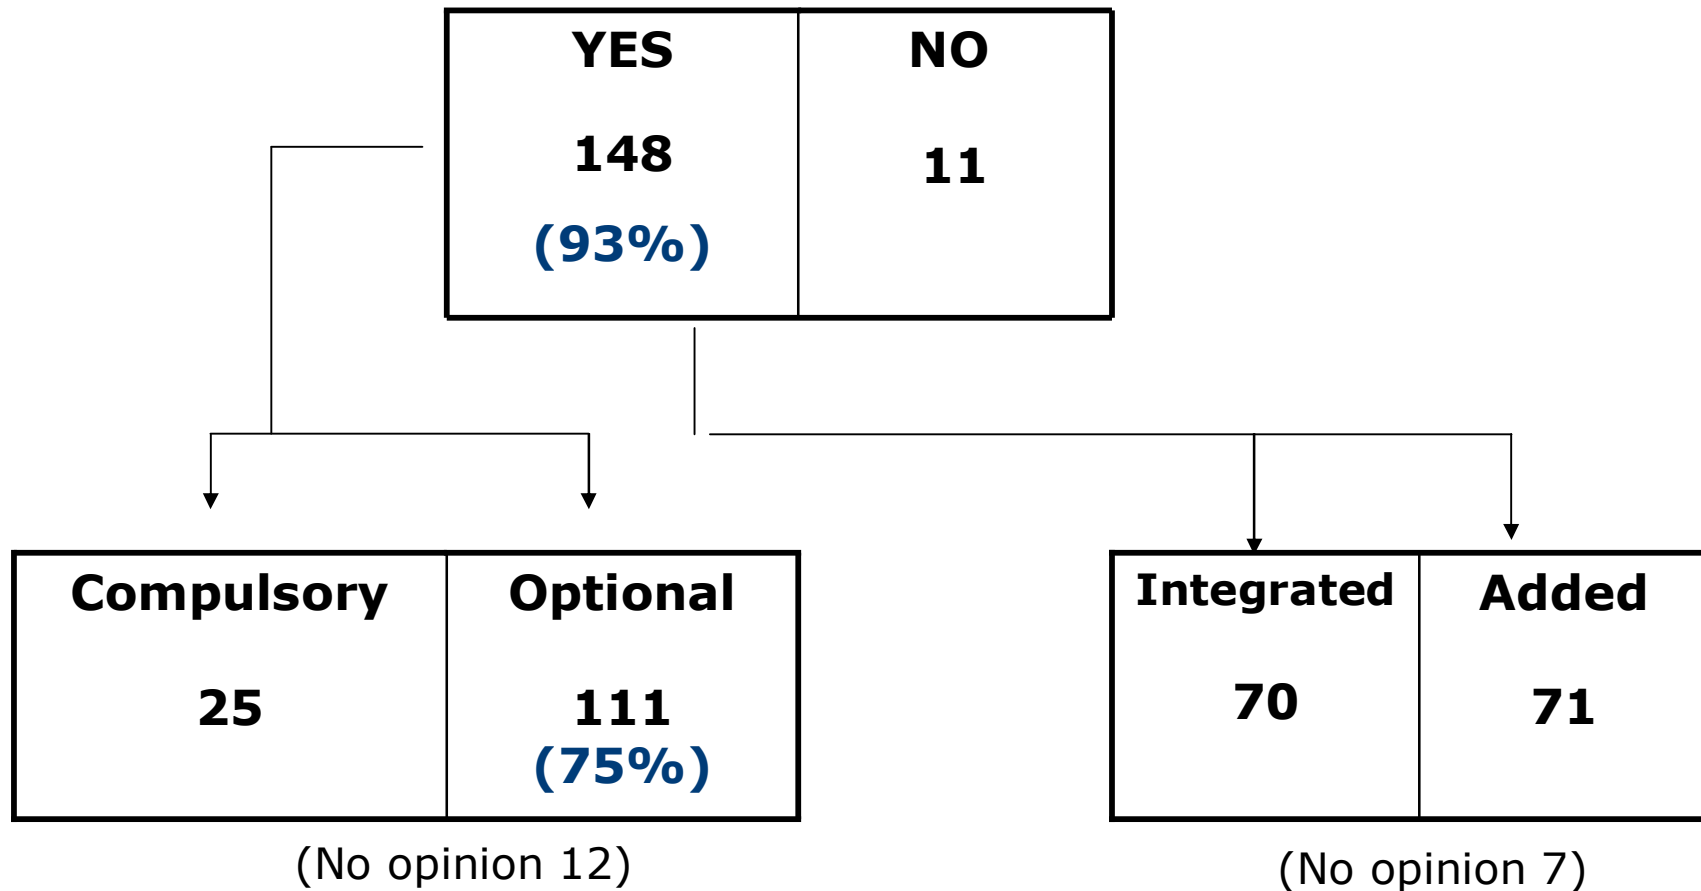 YES
148
(93%)
NO
11
Compulsory
25
Optional
111
(75%)
(No opinion 12)
Integrated
70
Added
71
(No opinion 7)